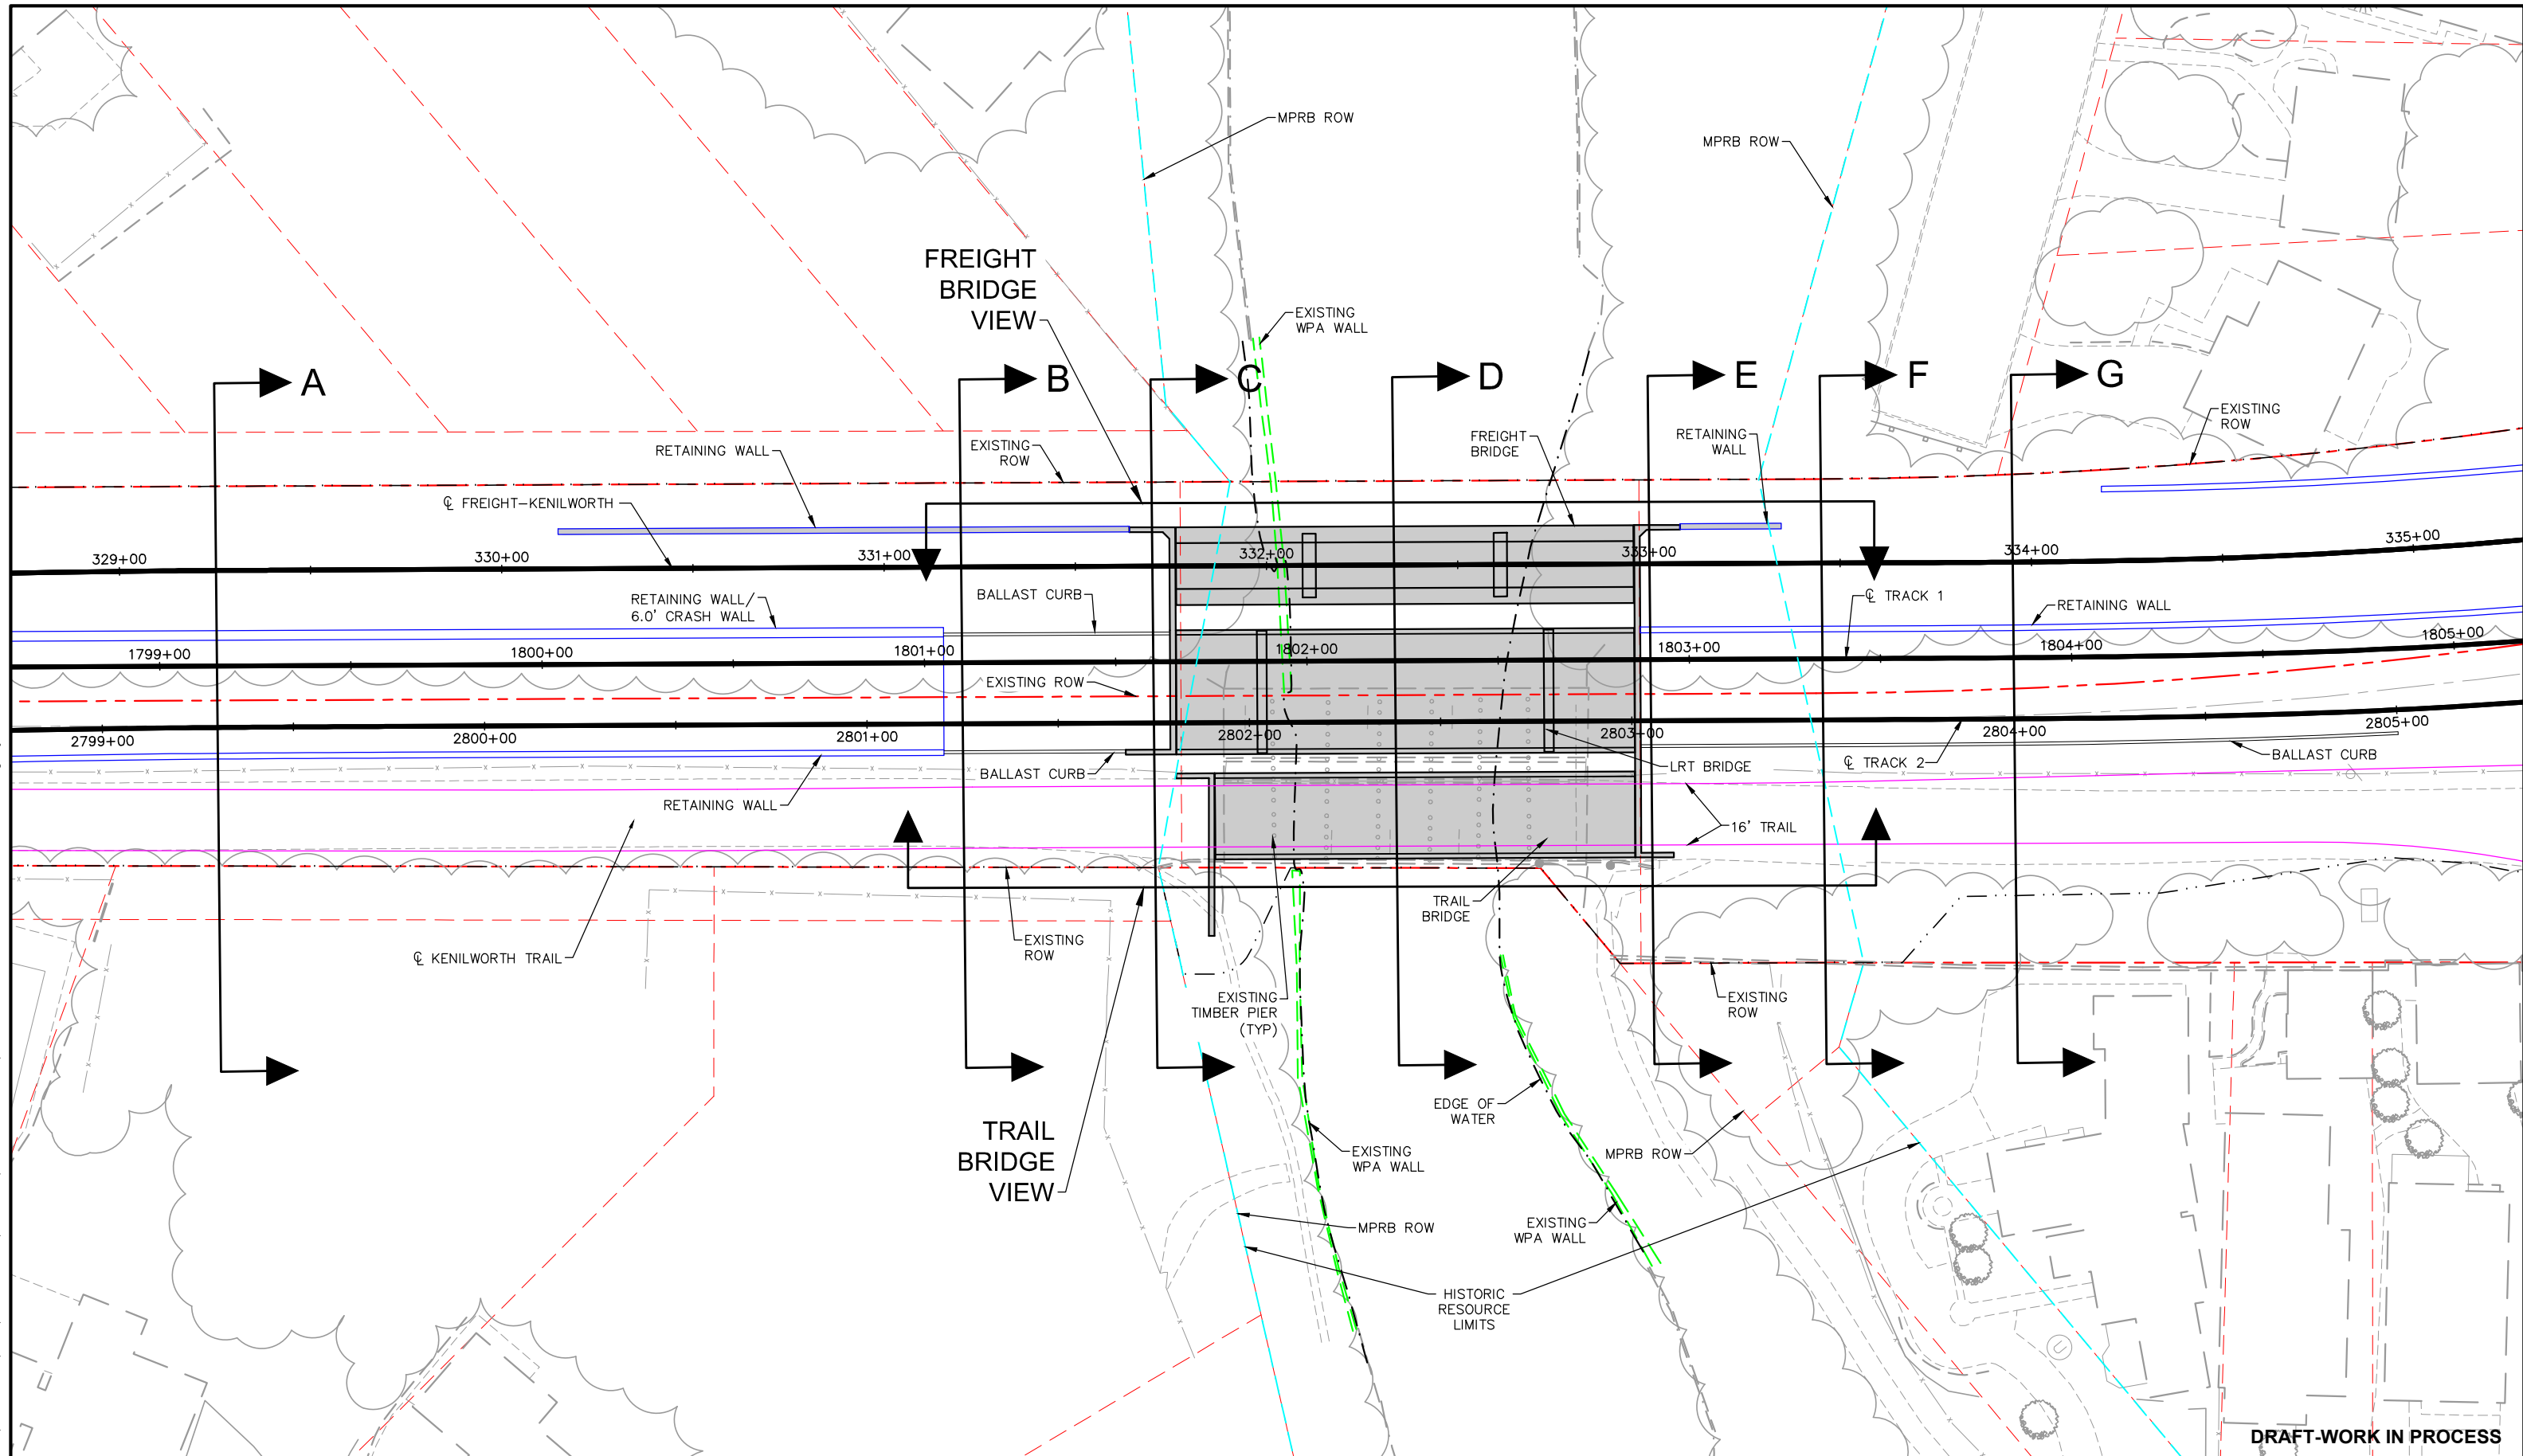 MPRB ROW
MPRB ROW
FREIGHT
BRIDGE
VIEW
EXISTING
WPA WALL
A
B
C
D
E
F
G
RETAINING WALL
EXISTING
ROW
FREIGHT
BRIDGE
RETAINING
WALL
EXISTING
ROW
℄ FREIGHT-KENILWORTH
329+00
330+00
331+00
332+00
333+00
334+00
335+00
RETAINING WALL/
6.0' CRASH WALL
BALLAST CURB
℄ TRACK 1
RETAINING WALL
1799+00
1800+00
1801+00
1802+00
1803+00
1804+00
1805+00
EXISTING ROW
2799+00
2800+00
2801+00
2802+00
2803+00
2804+00
2805+00
BALLAST CURB
LRT BRIDGE
℄ TRACK 2
BALLAST CURB
RETAINING WALL
16' TRAIL
TRAIL
BRIDGE
℄ KENILWORTH TRAIL
EXISTING
ROW
EXISTING
TIMBER PIER
(TYP)
EXISTING
ROW
EDGE OF
WATER
TRAIL
BRIDGE
VIEW
EXISTING
WPA WALL
MPRB ROW
MPRB ROW
EXISTING
WPA WALL
HISTORIC
RESOURCE
LIMITS
DRAFT-WORK IN PROCESS